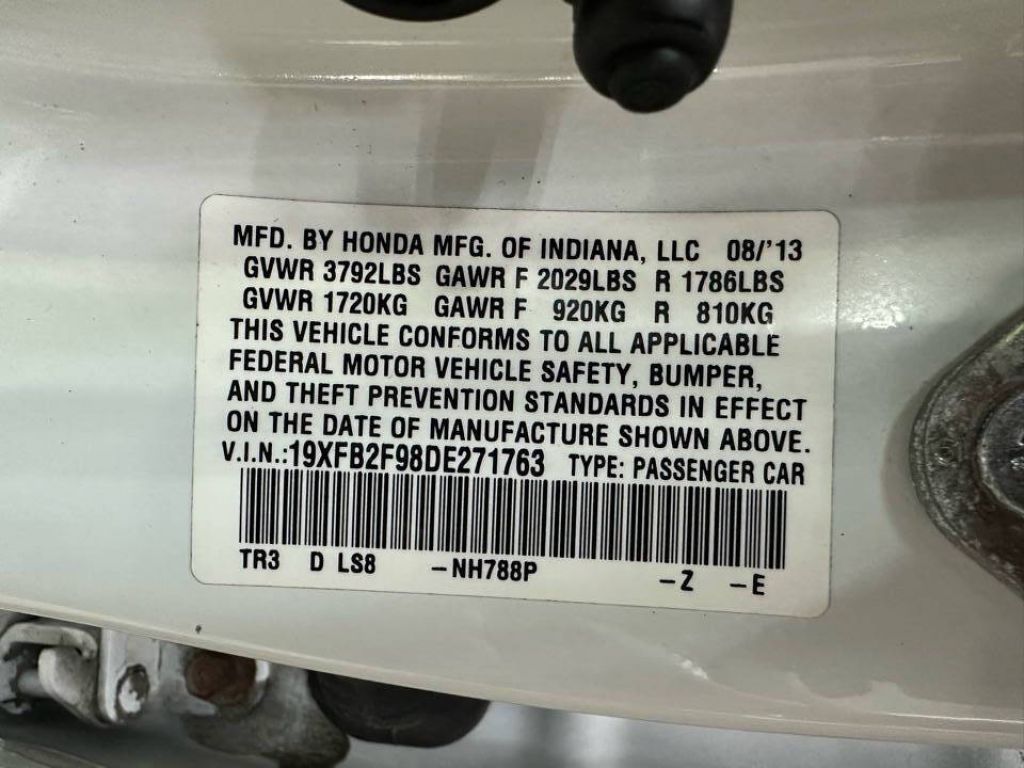 MFD. BY HONDA MFG. OF INDIANA, LLC 08/'13
GVWR 3792LBS GAWR F 2029LBS R 1786LBS
GVWR 1720KG GAWR F 920KG R 810KG
THIS VEHICLE CONFORMS TO ALL APPLICABLE
FEDERAL MOTOR VEHICLE SAFETY, BUMPER,
AND THEFT PREVENTION STANDARDS IN EFFECT
ON THE DATE OF MANUFACTURE SHOWN ABOVE.
V.I.N.:19XFB2F98DE271763 TYPE: PASSENGER CAR
TR3 D LS8 -NH788P -Z -E